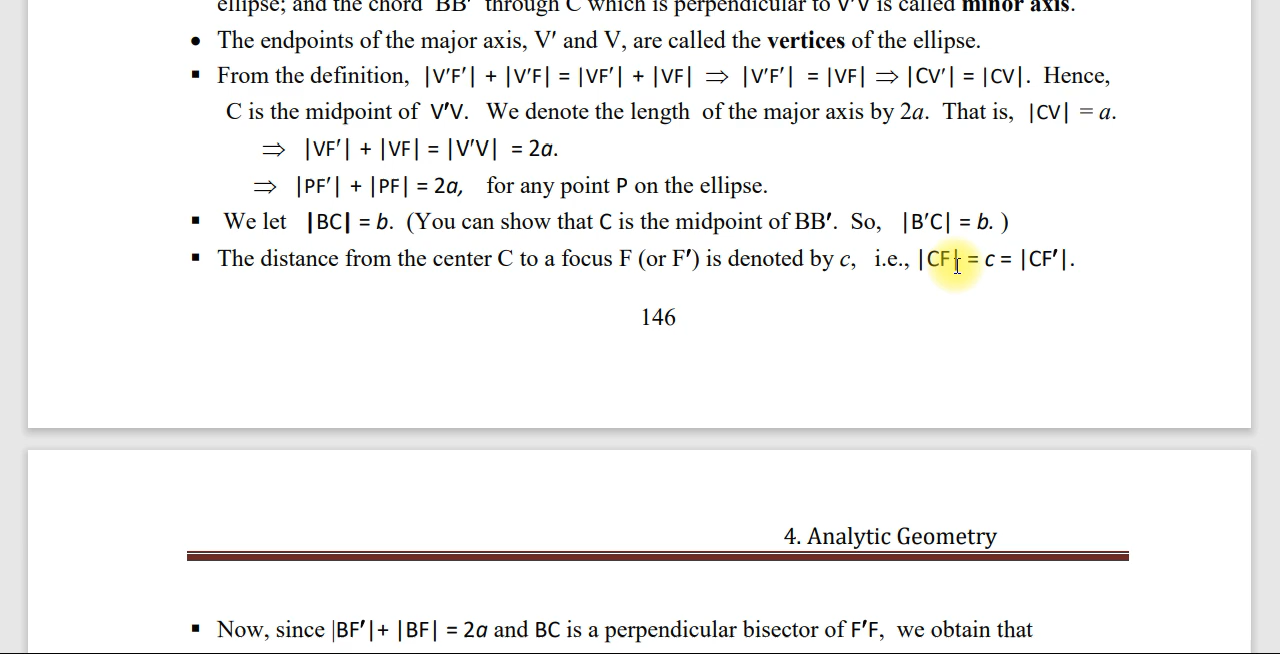 ellipse; and the chord BB′ through C which is perpendicular to V′V is called minor axis.
• The endpoints of the major axis, V′ and V, are called the vertices of the ellipse.
▪ From the definition, |V′F′| + |V′F| = |VF′| + |VF| ⟹ |V′F′| = |VF| ⟹ |CV′| = |CV|. Hence,
C is the midpoint of V′V. We denote the length of the major axis by 2a. That is, |CV| = a.
⟹ |VF′| + |VF| = |V′V| = 2a.
⟹ |PF′| + |PF| = 2a, for any point P on the ellipse.
▪ We let |BC| = b. (You can show that C is the midpoint of BB′. So, |B′C| = b. )
▪ The distance from the center C to a focus F (or F′) is denoted by c, i.e., |CF| = c = |CF′|.
146
4. Analytic Geometry
▪ Now, since |BF′|+ |BF| = 2a and BC is a perpendicular bisector of F′F, we obtain that